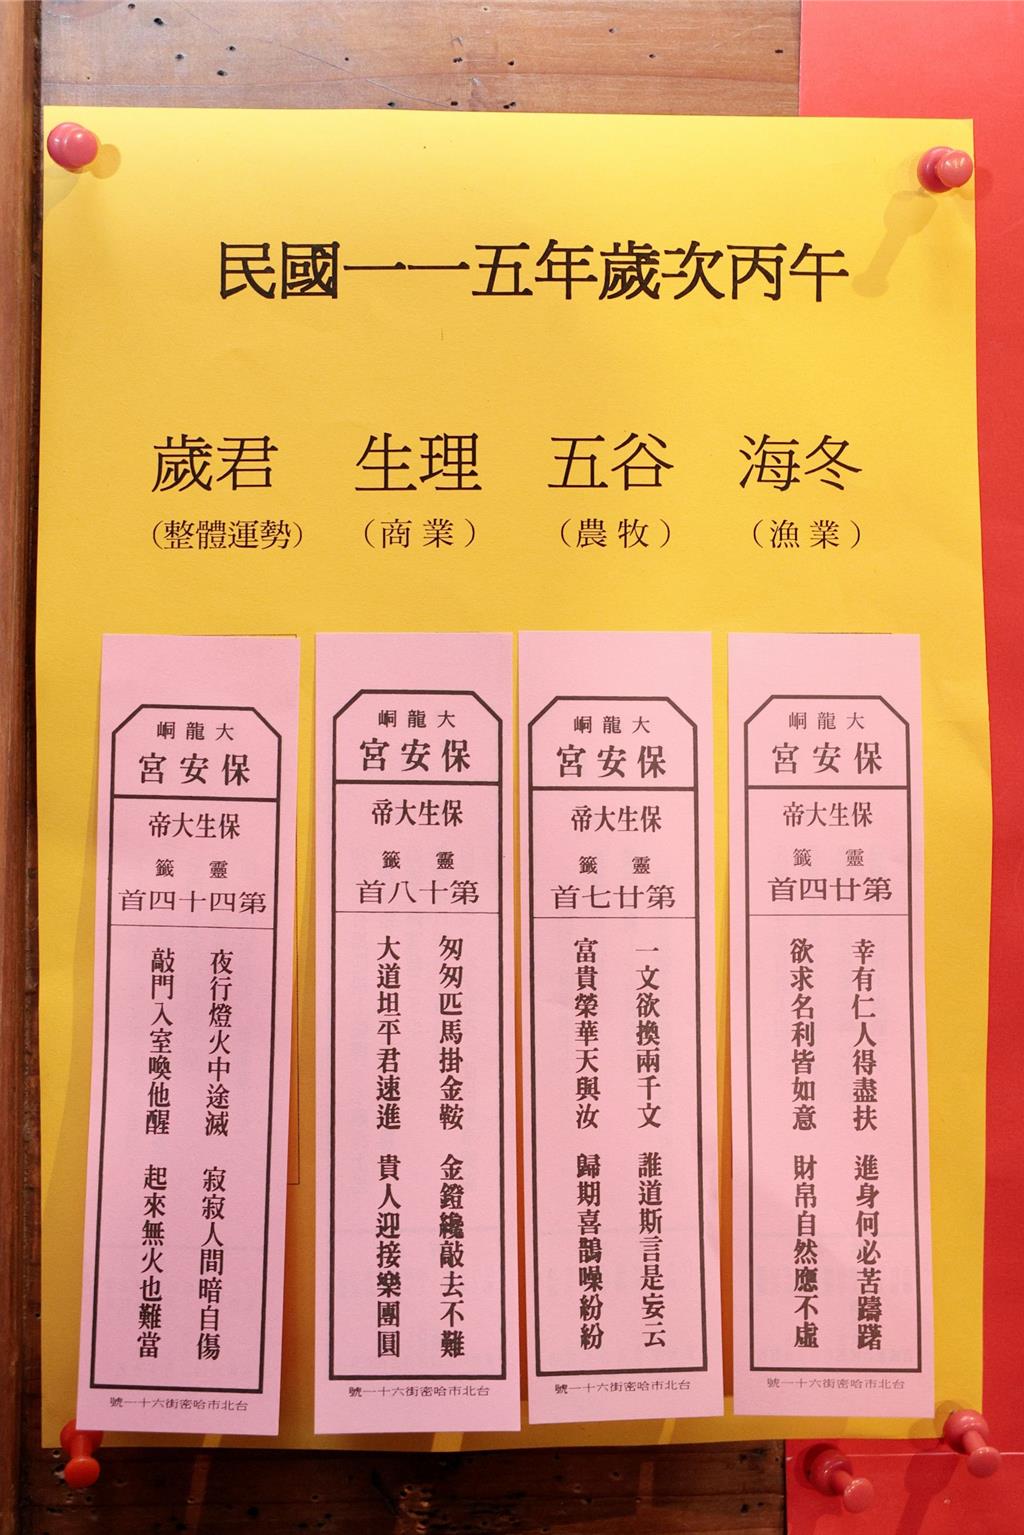 民國一一五年歲次丙午
歲君
(整體運勢)
生理
(商業)
五谷
(農牧)
海冬
(漁業)
大龍峒
保安宮
保生大帝
靈籤
第四十四首
夜行燈火中途滅　寂寂人間暗自傷
敲門入室喚他醒　起來無火也難當
台北市哈密街六十一號
大龍峒
保安宮
保生大帝
靈籤
第十八首
匆匆匹馬掛金鞍　金鐙纔敲去不難
大道坦平君速進　貴人迎接樂團圓
台北市哈密街六十一號
大龍峒
保安宮
保生大帝
靈籤
第廿七首
一文欲換兩千文　誰道斯言是妄云
富貴榮華天與汝　歸期喜鵲噪紛紛
台北市哈密街六十一號
大龍峒
保安宮
保生大帝
靈籤
第廿四首
幸有仁人得盡扶　進身何必苦躊躇
欲求名利皆如意　財帛自然應不虛
台北市哈密街六十一號